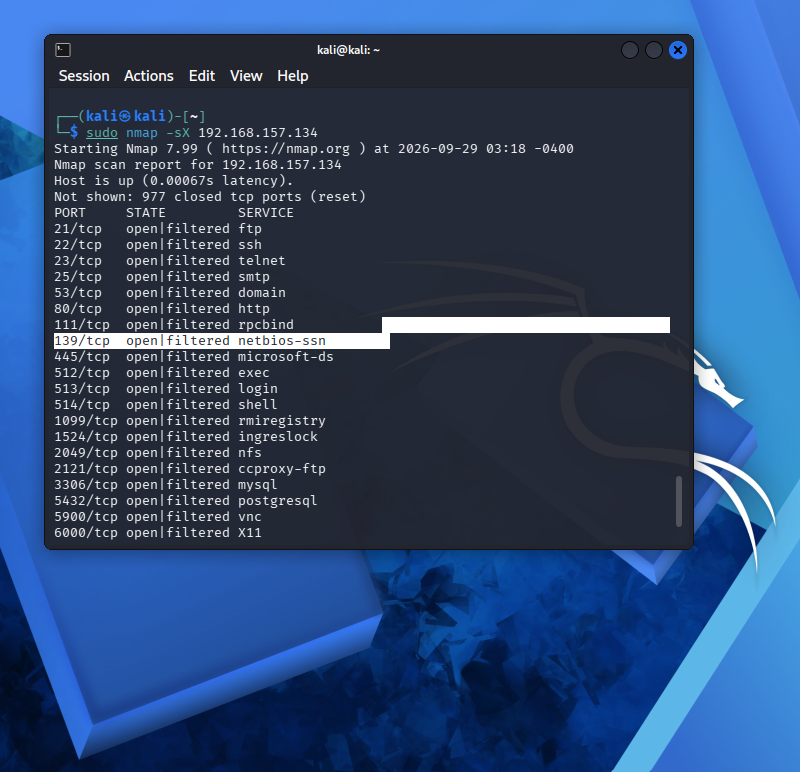 kali@kali: ~
Session Actions Edit View Help
┌──(kali㉿kali)-[~]
└─$ sudo nmap -sX 192.168.157.134
Starting Nmap 7.99 ( https://nmap.org ) at 2026-09-29 03:18 -0400
Nmap scan report for 192.168.157.134
Host is up (0.00067s latency).
Not shown: 977 closed tcp ports (reset)
PORT     STATE         SERVICE
21/tcp   open|filtered ftp
22/tcp   open|filtered ssh
23/tcp   open|filtered telnet
25/tcp   open|filtered smtp
53/tcp   open|filtered domain
80/tcp   open|filtered http
111/tcp  open|filtered rpcbind
139/tcp  open|filtered netbios-ssn
445/tcp  open|filtered microsoft-ds
512/tcp  open|filtered exec
513/tcp  open|filtered login
514/tcp  open|filtered shell
1099/tcp open|filtered rmiregistry
1524/tcp open|filtered ingreslock
2049/tcp open|filtered nfs
2121/tcp open|filtered ccproxy-ftp
3306/tcp open|filtered mysql
5432/tcp open|filtered postgresql
5900/tcp open|filtered vnc
6000/tcp open|filtered X11